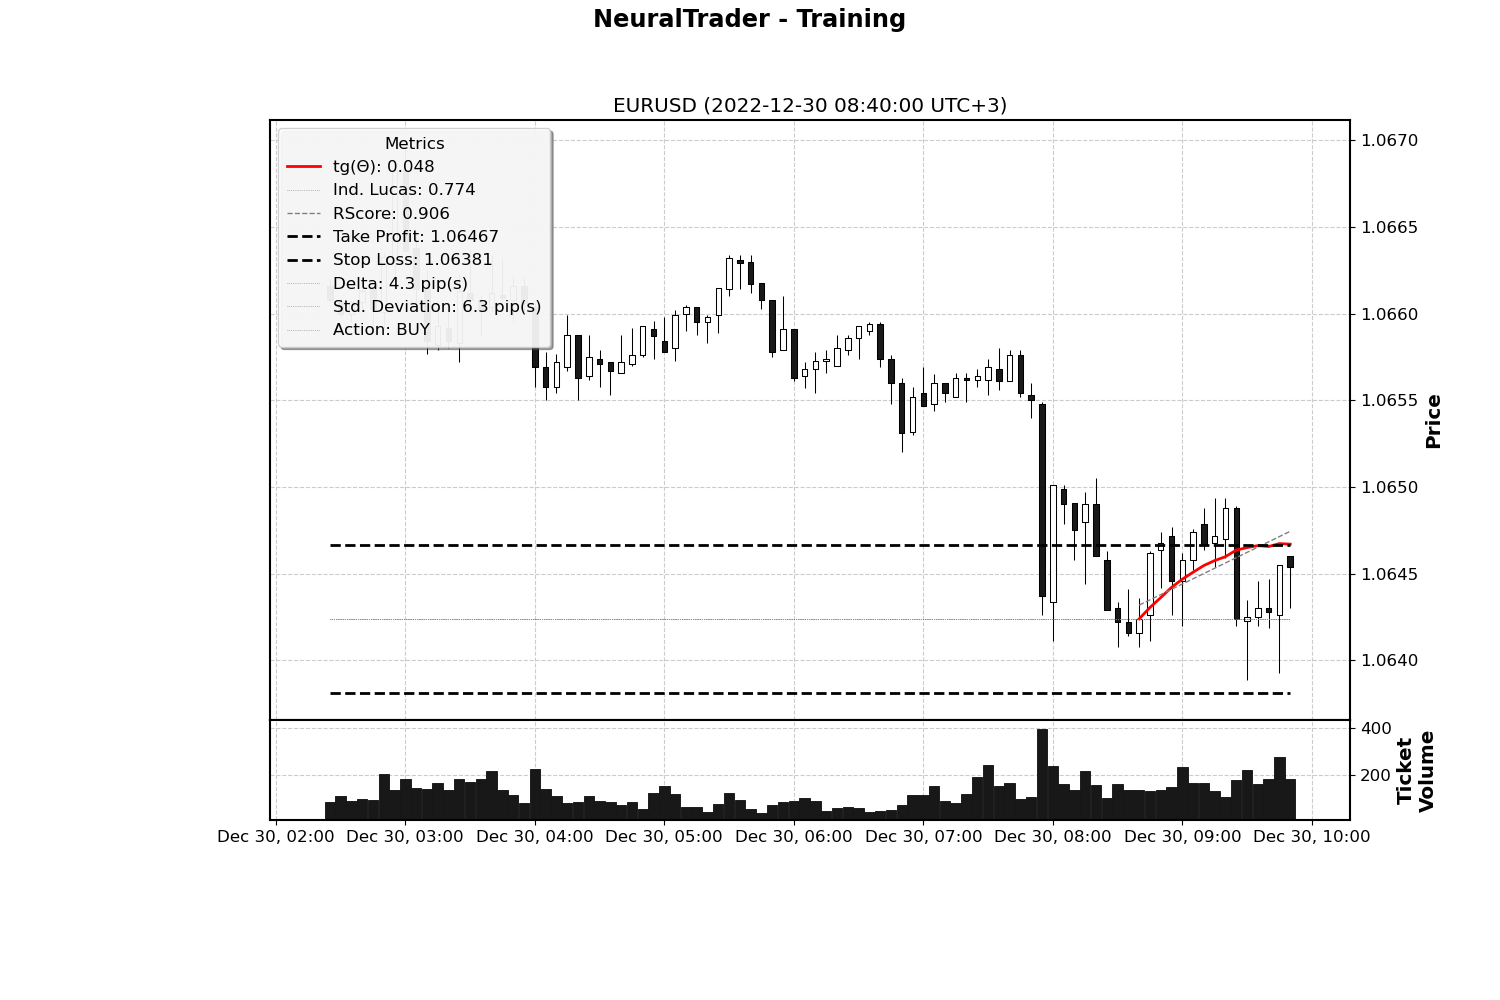 NeuralTrader - Training
EURUSD (2022-12-30 08:40:00 UTC+3)
Metrics
tg(Θ): 0.048
Ind. Lucas: 0.774
RScore: 0.906
Take Profit: 1.06467
Stop Loss: 1.06381
Delta: 4.3 pip(s)
Std. Deviation: 6.3 pip(s)
Action: BUY
1.0670
1.0665
1.0660
1.0655
1.0650
1.0645
1.0640
Price
400
200
Ticket
Volume
Dec 30, 02:00 Dec 30, 03:00 Dec 30, 04:00 Dec 30, 05:00 Dec 30, 06:00 Dec 30, 07:00 Dec 30, 08:00 Dec 30, 09:00 Dec 30, 10:00